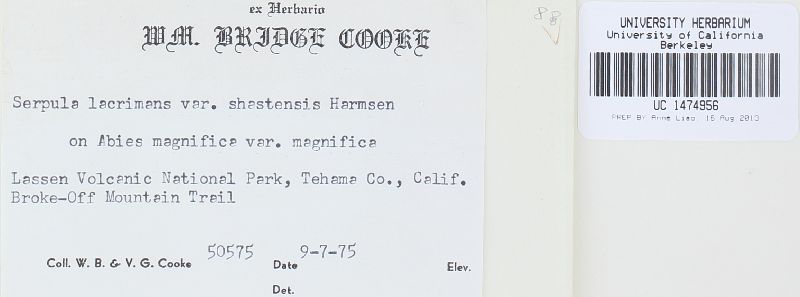 ex Herbario
WM. BRIDGE COOKE
Serpula lacrimans var. shastensis Harmsen
on Abies magnifica var. magnifica
Lassen Volcanic National Park, Tehama Co., Calif.
Broke-Off Mountain Trail
Coll. W. B. & V. G. Cooke 50575 Date 9-7-75 Elev.
Det.
UNIVERSITY HERBARIUM
University of California
Berkeley
UC 1474956
PREP BY Anne Liao, 15 Aug 2013